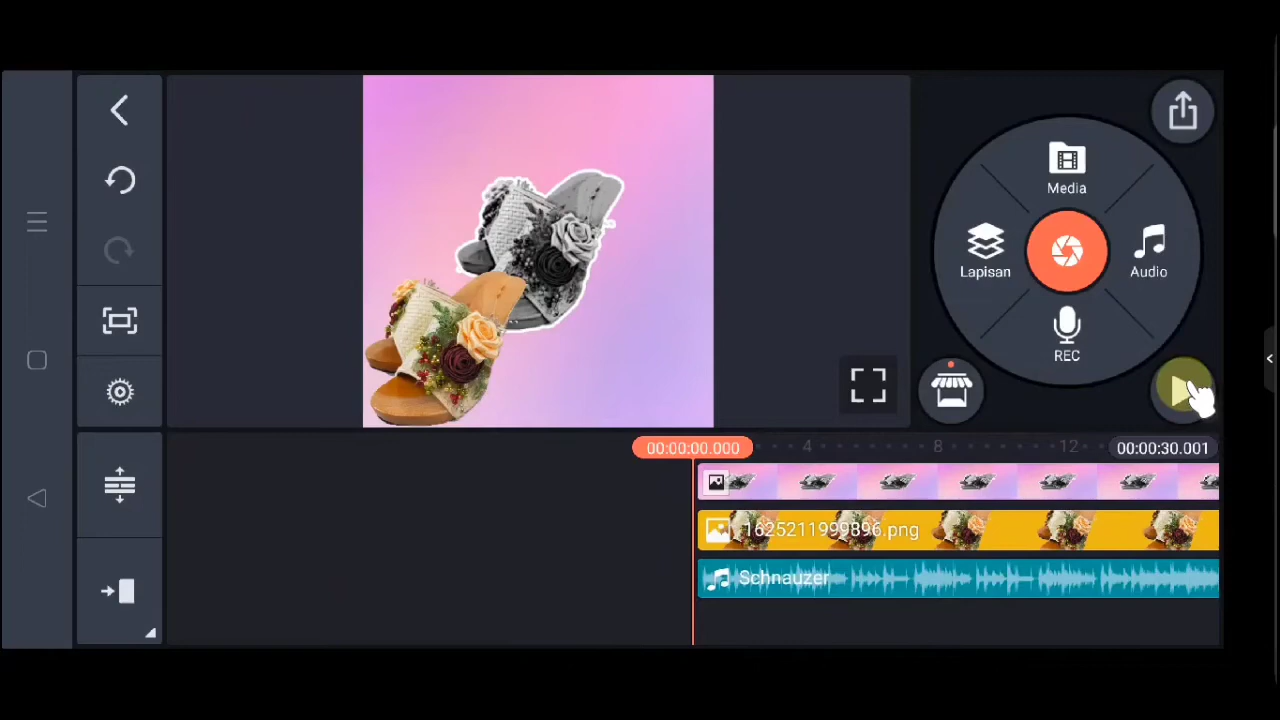 Media
Lapisan
Audio
REC
00:00:00.000
4
8
12
00:00:30.001
1625211999896.png
Schnauzer